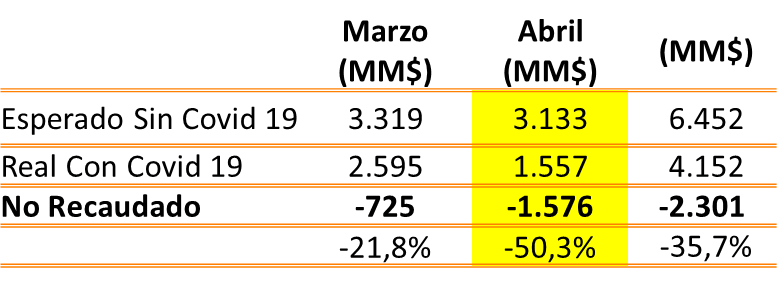 Marzo (MM$) Abril (MM$) (MM$)
Esperado Sin Covid 19 3.319 3.133 6.452
Real Con Covid 19 2.595 1.557 4.152
No Recaudado -725 -1.576 -2.301
-21,8% -50,3% -35,7%